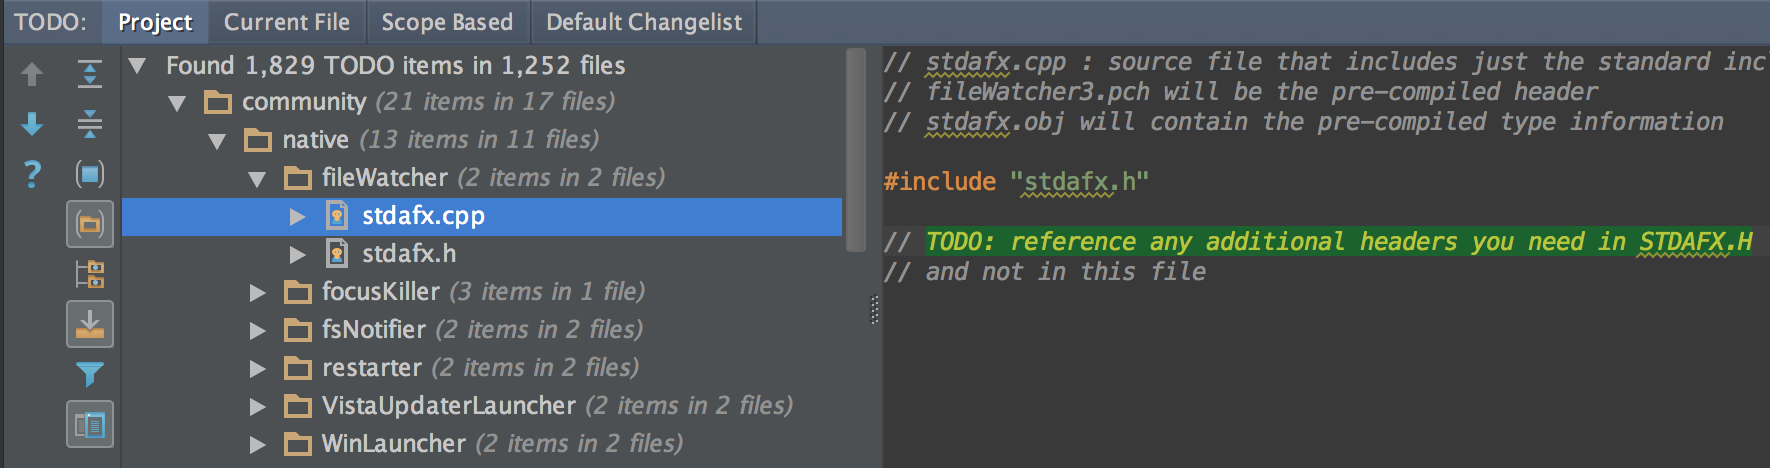 TODO: Project Current File Scope Based Default Changelist
Found 1,829 TODO items in 1,252 files
community (21 items in 17 files)
native (13 items in 11 files)
fileWatcher (2 items in 2 files)
stdafx.cpp
stdafx.h
focusKiller (3 items in 1 file)
fsNotifier (2 items in 2 files)
restarter (2 items in 2 files)
VistaUpdaterLauncher (2 items in 2 files)
WinLauncher (2 items in 2 files)
// stdafx.cpp : source file that includes just the standard inc
// fileWatcher3.pch will be the pre-compiled header
// stdafx.obj will contain the pre-compiled type information
#include "stdafx.h"
// TODO: reference any additional headers you need in STDAFX.H
// and not in this file